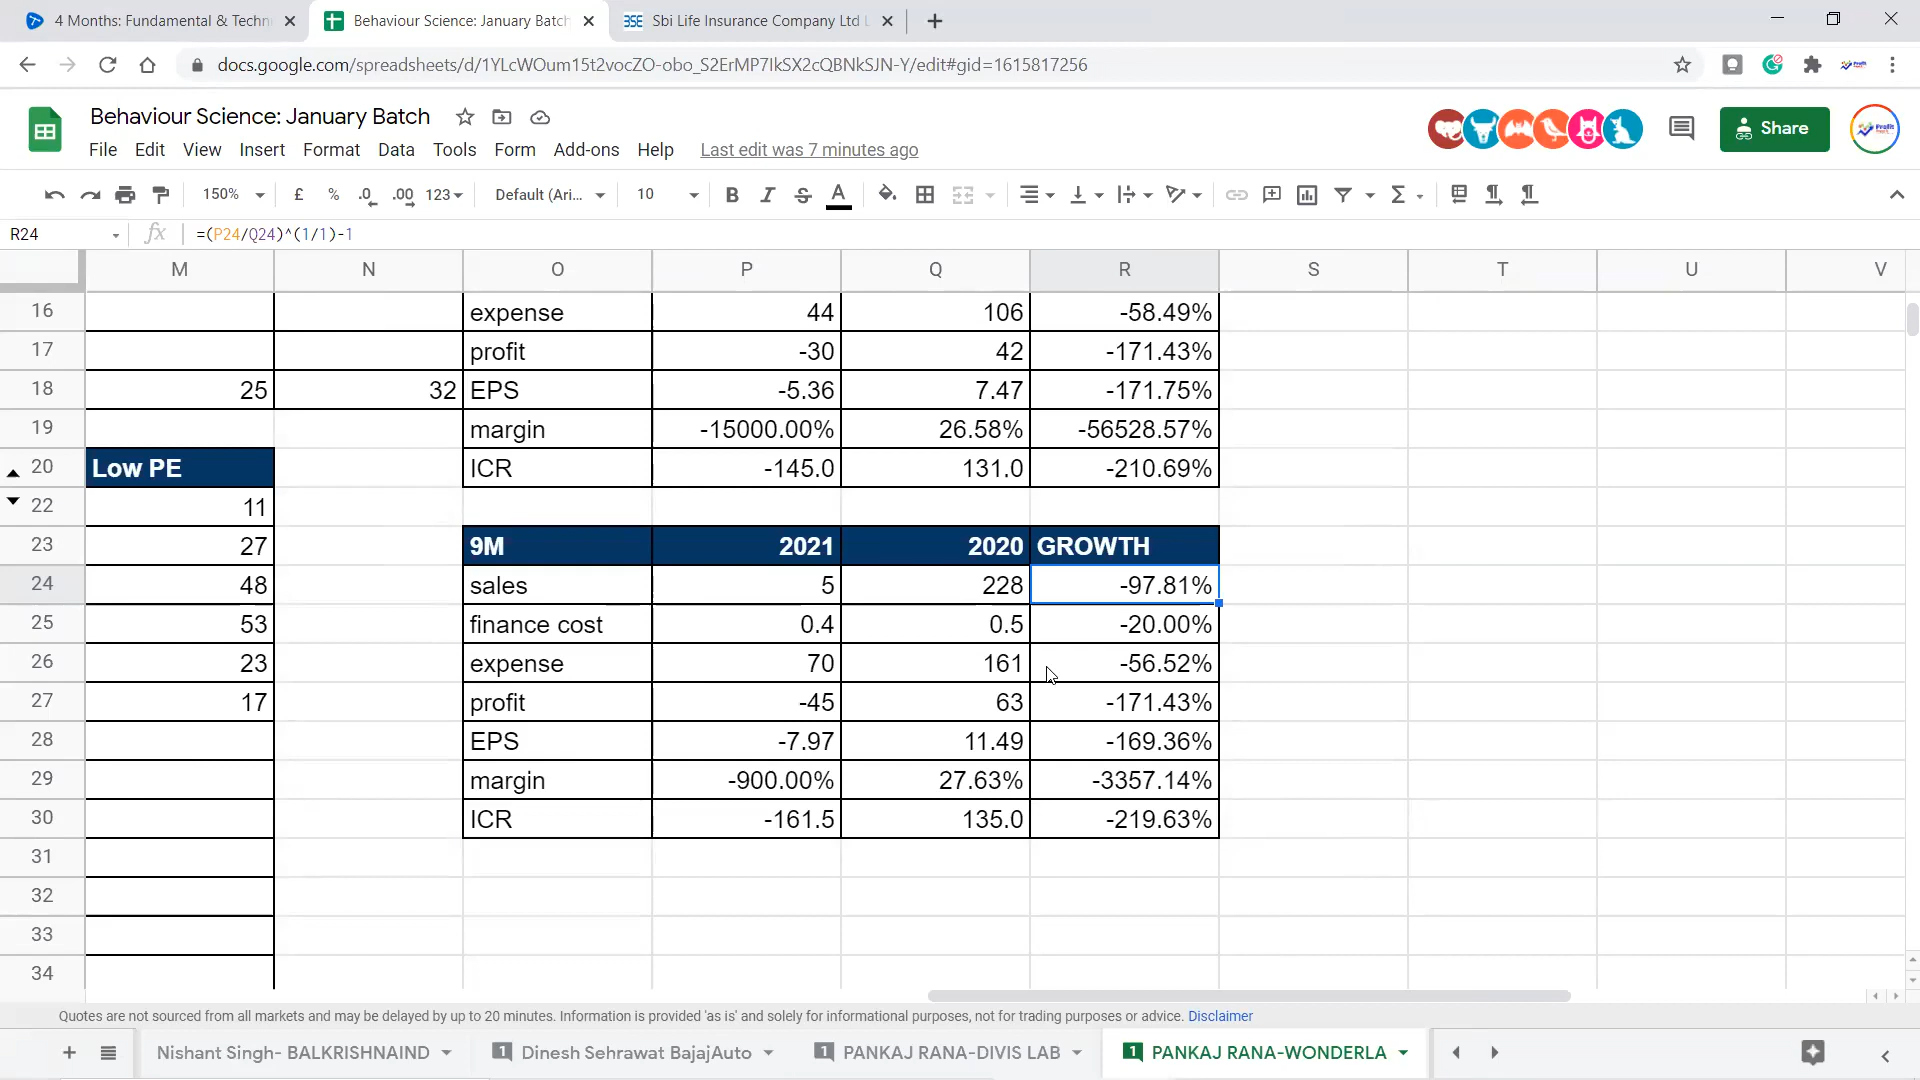 4 Months: Fundamental & Techn
Behaviour Science: January Batch
Sbi Life Insurance Company Ltd L
docs.google.com/spreadsheets/d/1YLcWOum15t2vocZO-obo_S2ErMP7IkSX2cQBNkSJN-Y/edit#gid=1615817256
Behaviour Science: January Batch
Share
File Edit View Insert Format Data Tools Form Add-ons Help Last edit was 7 minutes ago
150% £ % .0 .00 123 Default (Ari... 10 B I S A Σ
R24 fx =(P24/Q24)^(1/1)-1
M N O P Q R S T U V
16 expense 44 106 -58.49%
17 profit -30 42 -171.43%
18 25 32 EPS -5.36 7.47 -171.75%
19 margin -15000.00% 26.58% -56528.57%
20 Low PE ICR -145.0 131.0 -210.69%
22 11
23 27 9M 2021 2020 GROWTH
24 48 sales 5 228 -97.81%
25 53 finance cost 0.4 0.5 -20.00%
26 23 expense 70 161 -56.52%
27 17 profit -45 63 -171.43%
28 EPS -7.97 11.49 -169.36%
29 margin -900.00% 27.63% -3357.14%
30 ICR -161.5 135.0 -219.63%
31
32
33
34
Quotes are not sourced from all markets and may be delayed by up to 20 minutes. Information is provided 'as is' and solely for informational purposes, not for trading purposes or advice. Disclaimer
Nishant Singh- BALKRISHNAIND 1 Dinesh Sehrawat BajajAuto 1 PANKAJ RANA-DIVIS LAB 1 PANKAJ RANA-WONDERLA